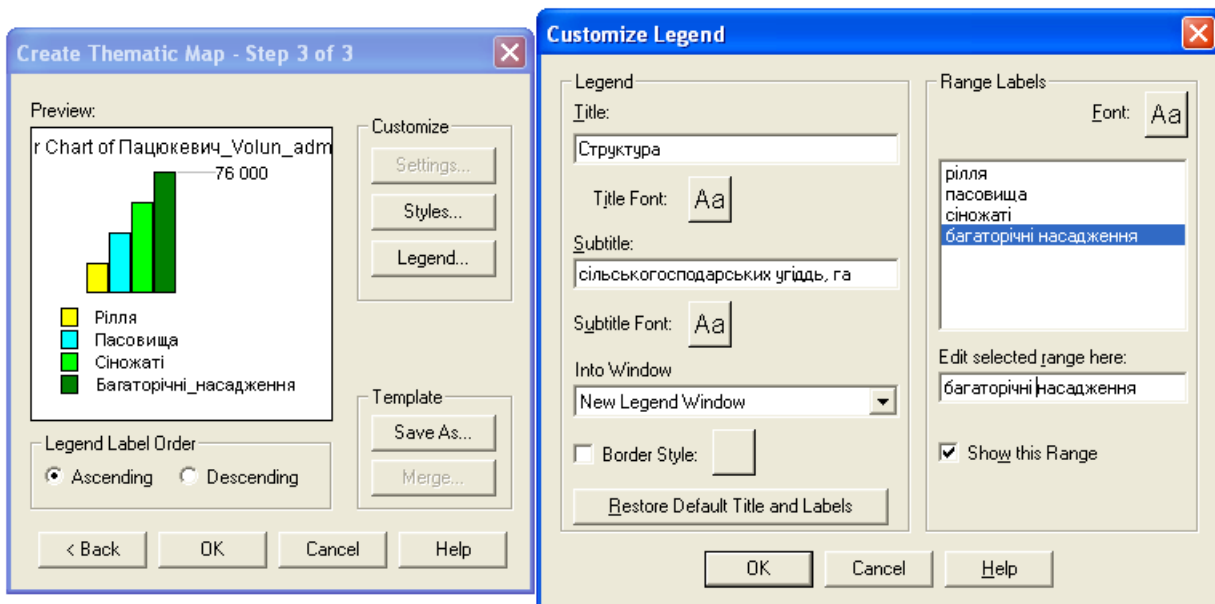 Create Thematic Map - Step 3 of 3
Preview:
r Chart of Пацюкевич_Volun_adm
76 000
Рілля
Пасовища
Сіножаті
Багаторічні_насадження
Legend Label Order
Ascending
Descending
Customize
Settings...
Styles...
Legend...
Template
Save As...
Merge...
< Back
OK
Cancel
Help
Customize Legend
Legend
Title:
Структура
Title Font:
Aa
Subtitle:
сільськогосподарських угіддь, га
Subtitle Font:
Aa
Into Window
New Legend Window
Border Style:
Restore Default Title and Labels
Range Labels
Font:
Aa
рілля
пасовища
сіножаті
багаторічні насадження
Edit selected range here:
багаторічні насадження
Show this Range
OK
Cancel
Help